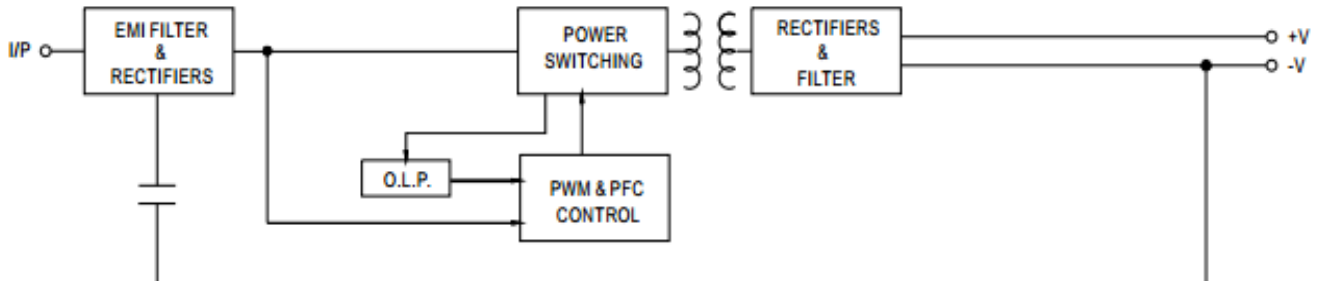 I/P
EMI FILTER
&
RECTIFIERS
POWER
SWITCHING
RECTIFIERS
&
FILTER
+V
-V
O.L.P.
PWM & PFC
CONTROL